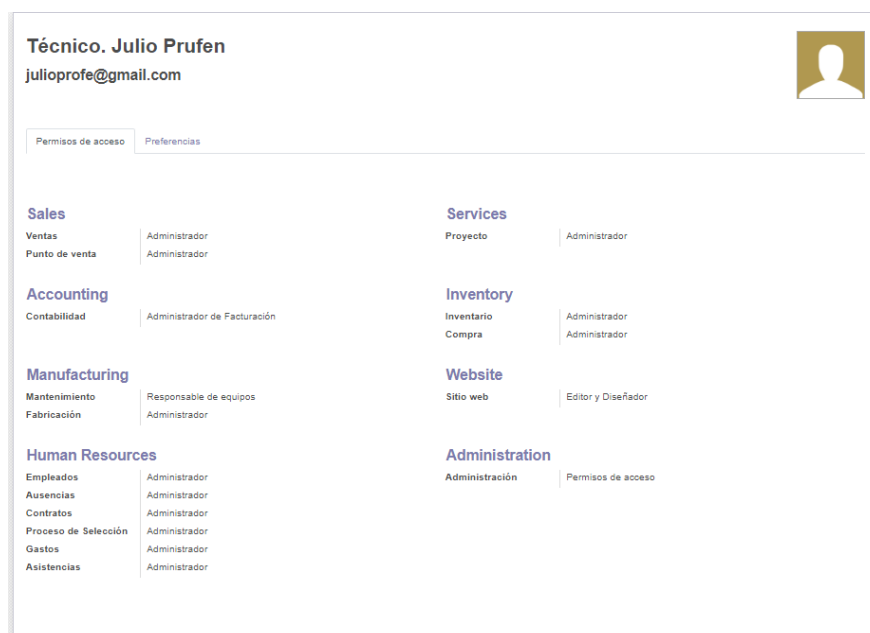 Técnico. Julio Prufen
julioprofe@gmail.com
Permisos de acceso Preferencias
Sales
Ventas Administrador
Punto de venta Administrador
Services
Proyecto Administrador
Accounting
Contabilidad Administrador de Facturación
Inventory
Inventario Administrador
Compra Administrador
Manufacturing
Mantenimiento Responsable de equipos
Fabricación Administrador
Website
Sitio web Editor y Diseñador
Human Resources
Empleados Administrador
Ausencias Administrador
Contratos Administrador
Proceso de Selección Administrador
Gastos Administrador
Asistencias Administrador
Administration
Administración Permisos de acceso